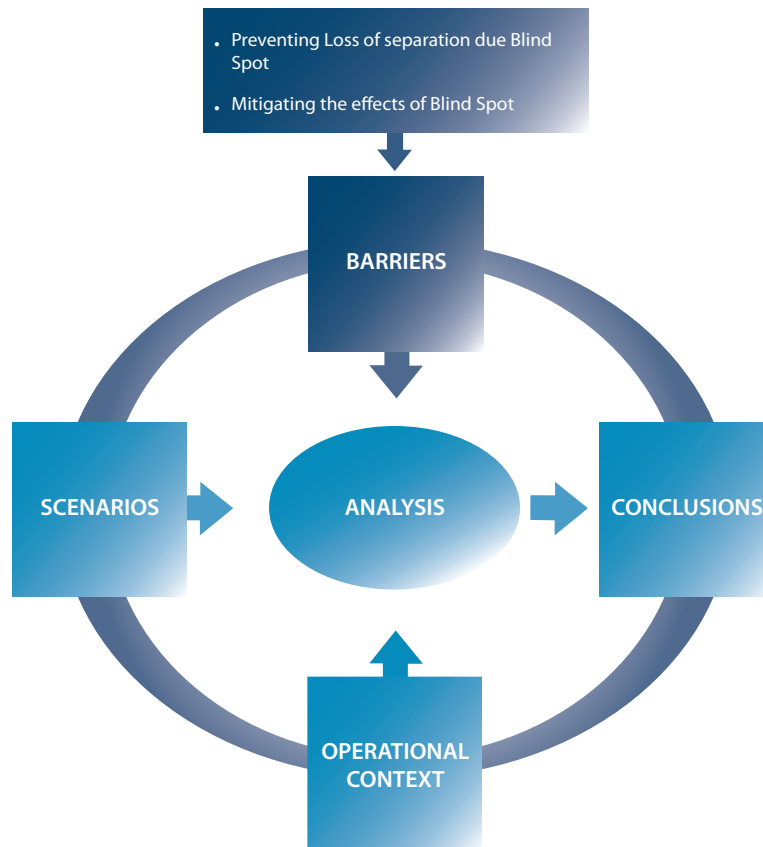 • Preventing Loss of separation due Blind
Spot
• Mitigating the effects of Blind Spot
BARRIERS
SCENARIOS
ANALYSIS
CONCLUSIONS
OPERATIONAL
CONTEXT